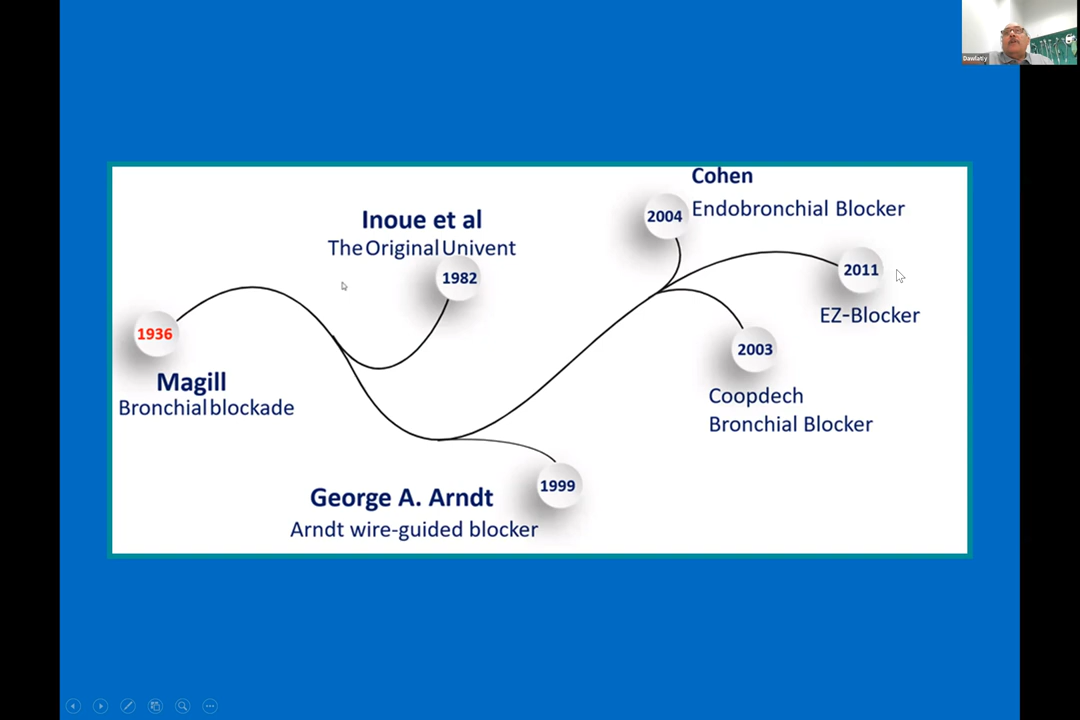 Dawlatly
1936
Magill
Bronchial blockade
Inoue et al
The Original Univent
1982
George A. Arndt
Arndt wire-guided blocker
1999
Cohen
2004
Endobronchial Blocker
2011
EZ-Blocker
2003
Coopdech
Bronchial Blocker